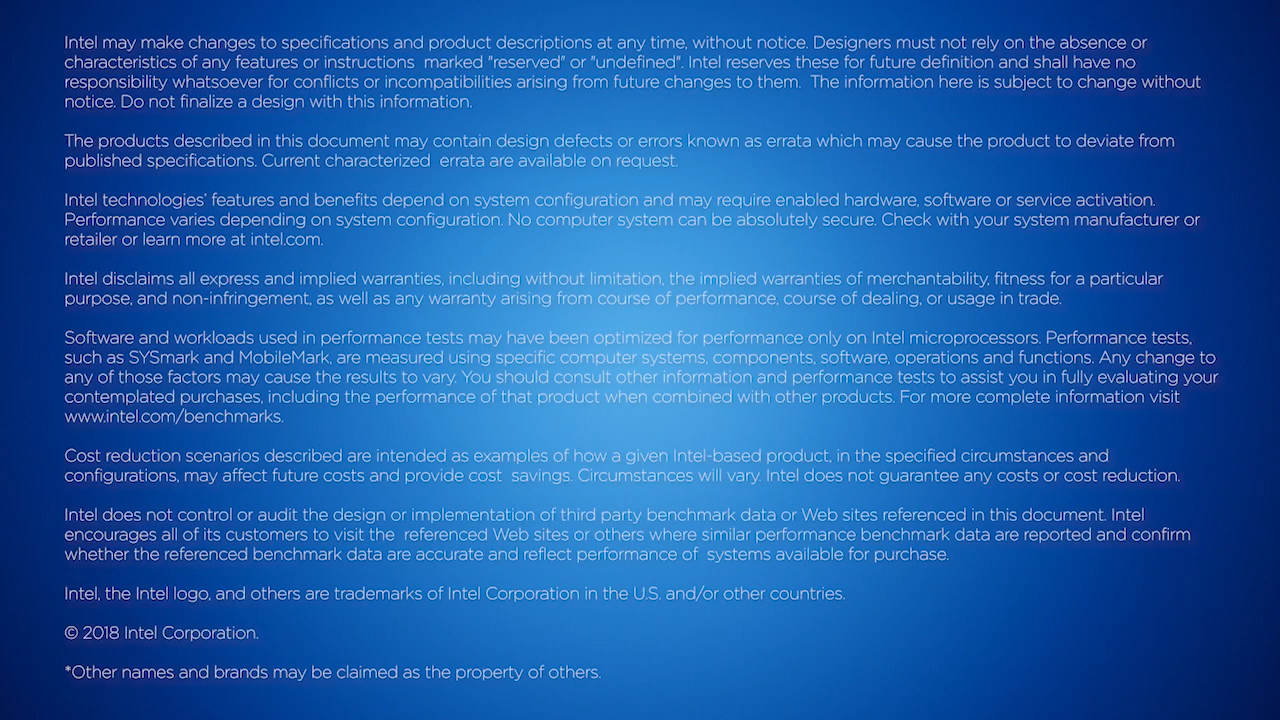 Intel may make changes to specifications and product descriptions at any time, without notice. Designers must not rely on the absence or
characteristics of any features or instructions  marked "reserved" or "undefined". Intel reserves these for future definition and shall have no
responsibility whatsoever for conflicts or incompatibilities arising from future changes to them.  The information here is subject to change without
notice. Do not finalize a design with this information.
The products described in this document may contain design defects or errors known as errata which may cause the product to deviate from
published specifications. Current characterized  errata are available on request.
Intel technologies’ features and benefits depend on system configuration and may require enabled hardware, software or service activation.
Performance varies depending on system configuration. No computer system can be absolutely secure. Check with your system manufacturer or
retailer or learn more at intel.com.
Intel disclaims all express and implied warranties, including without limitation, the implied warranties of merchantability, fitness for a particular
purpose, and non-infringement, as well as any warranty arising from course of performance, course of dealing, or usage in trade.
Software and workloads used in performance tests may have been optimized for performance only on Intel microprocessors. Performance tests,
such as SYSmark and MobileMark, are measured using specific computer systems, components, software, operations and functions. Any change to
any of those factors may cause the results to vary. You should consult other information and performance tests to assist you in fully evaluating your
contemplated purchases, including the performance of that product when combined with other products. For more complete information visit
www.intel.com/benchmarks.
Cost reduction scenarios described are intended as examples of how a given Intel-based product, in the specified circumstances and
configurations, may affect future costs and provide cost  savings. Circumstances will vary. Intel does not guarantee any costs or cost reduction.
Intel does not control or audit the design or implementation of third party benchmark data or Web sites referenced in this document. Intel
encourages all of its customers to visit the  referenced Web sites or others where similar performance benchmark data are reported and confirm
whether the referenced benchmark data are accurate and reflect performance of  systems available for purchase.
Intel, the Intel logo, and others are trademarks of Intel Corporation in the U.S. and/or other countries.
© 2018 Intel Corporation.
*Other names and brands may be claimed as the property of others.